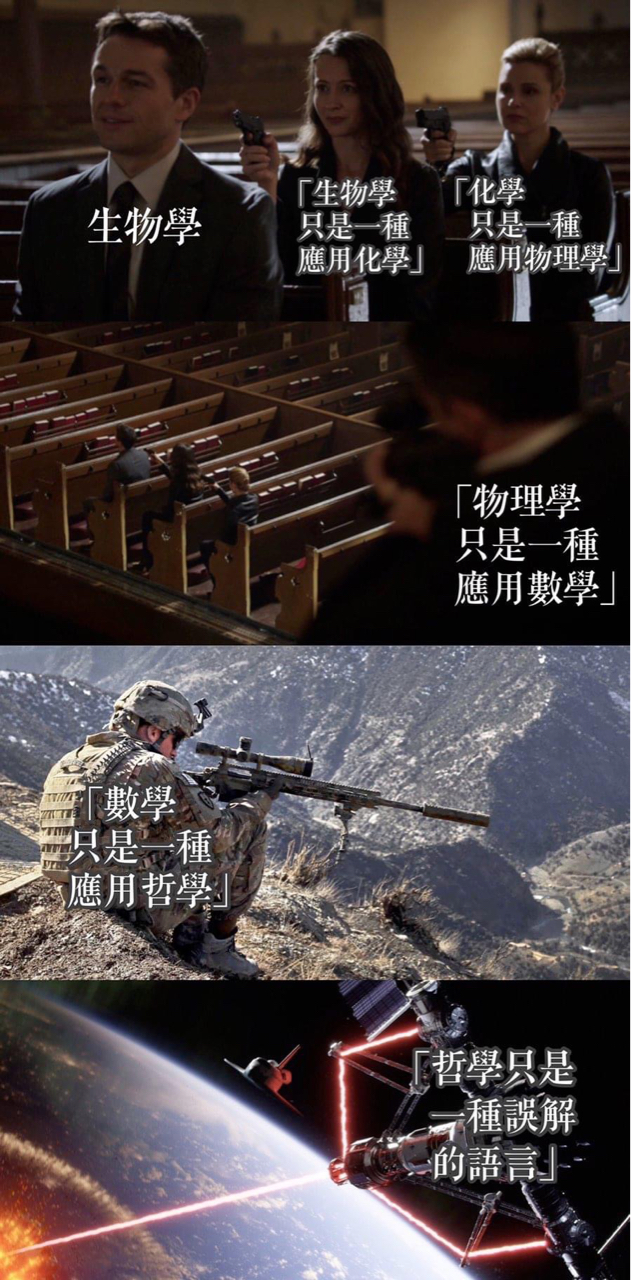 生物學
「生物學
只是一種
應用化學」
「化學
只是一種
應用物理學」
「物理學
只是一種
應用數學」
「數學
只是一種
應用哲學」
「哲學只是
一種誤解
的語言」